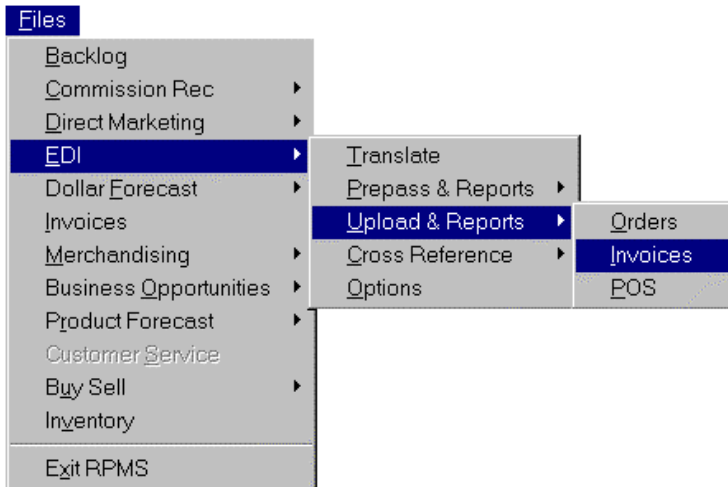 Files
Backlog
Commission Rec
Direct Marketing
EDI
Dollar Forecast
Invoices
Merchandising
Business Opportunities
Product Forecast
Customer Service
Buy Sell
Inventory
Exit RPMS
Translate
Prepass & Reports
Upload & Reports
Cross Reference
Options
Orders
Invoices
POS